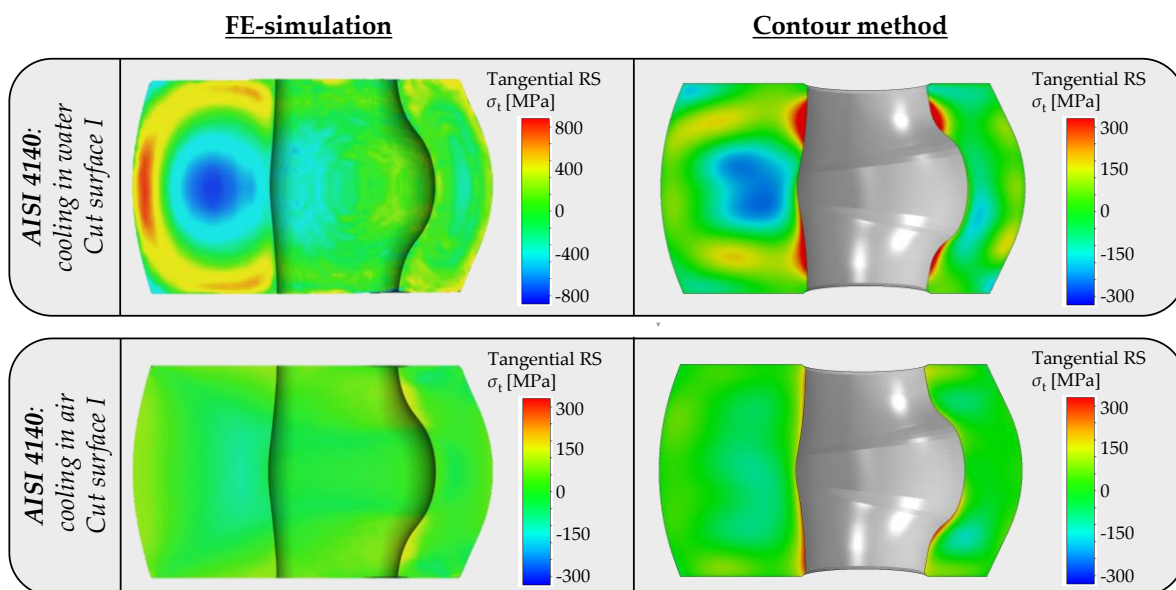 FE-simulation
Contour method
AISI 4140:
cooling in water
Cut surface I
Tangential RS
σt [MPa]
800
400
0
-400
-800
Tangential RS
σt [MPa]
300
150
0
-150
-300
AISI 4140:
cooling in air
Cut surface I
Tangential RS
σt [MPa]
300
150
0
-150
-300
Tangential RS
σt [MPa]
300
150
0
-150
-300